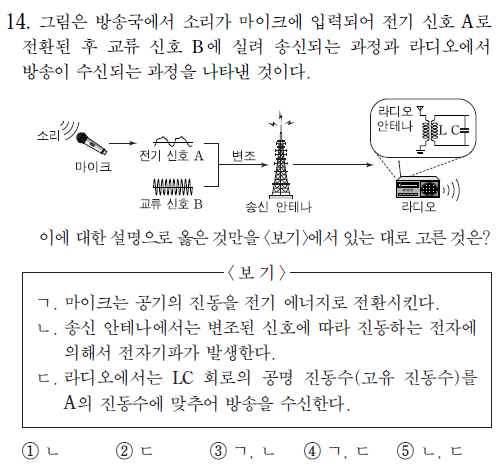 14. 그림은 방송국에서 소리가 마이크에 입력되어 전기 신호 A로
전환된 후 교류 신호 B에 실려 송신되는 과정과 라디오에서
방송이 수신되는 과정을 나타낸 것이다.
라디오
안테나
L C
소리
마이크
전기 신호 A
변조
교류 신호 B
송신 안테나
라디오
이에 대한 설명으로 옳은 것만을 <보기>에서 있는 대로 고른 것은?
< 보 기 >
ㄱ. 마이크는 공기의 진동을 전기 에너지로 전환시킨다.
ㄴ. 송신 안테나에서는 변조된 신호에 따라 진동하는 전자에
의해서 전자기파가 발생한다.
ㄷ. 라디오에서는 LC 회로의 공명 진동수(고유 진동수)를
A의 진동수에 맞추어 방송을 수신한다.
① ㄴ ② ㄷ ③ ㄱ, ㄴ ④ ㄱ, ㄷ ⑤ ㄴ, ㄷ